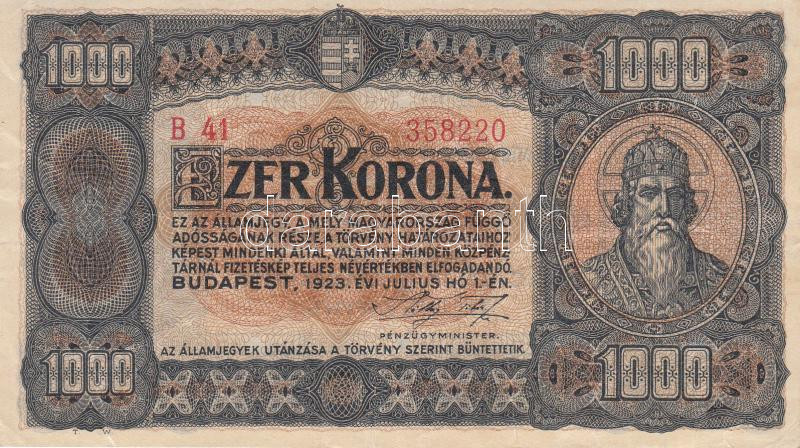 1000
1000
B 41 358220
EZER KORONA.
EZ AZ ÁLLAMJEGY, A MELY MAGYARORSZÁG FÜGGŐ
ADÓSSÁGÁNAK RÉSZE, A TÖRVÉNY HATÁROZATAIHOZ
KÉPEST MINDENKI ÁLTAL, VALAMINT MINDEN KÖZPÉNZ-
TÁRNÁL FIZETÉSKÉP TELJES NÉVÉRTÉKBEN ELFOGADANDÓ.
BUDAPEST, 1923. ÉVI JULIUS HÓ 1.-ÉN.
PÉNZÜGYMINISTER.
AZ ÁLLAMJEGYEK UTÁNZÁSA A TÖRVÉNY SZERINT BÜNTETTETIK.
1000
1000
T. W
darabanth